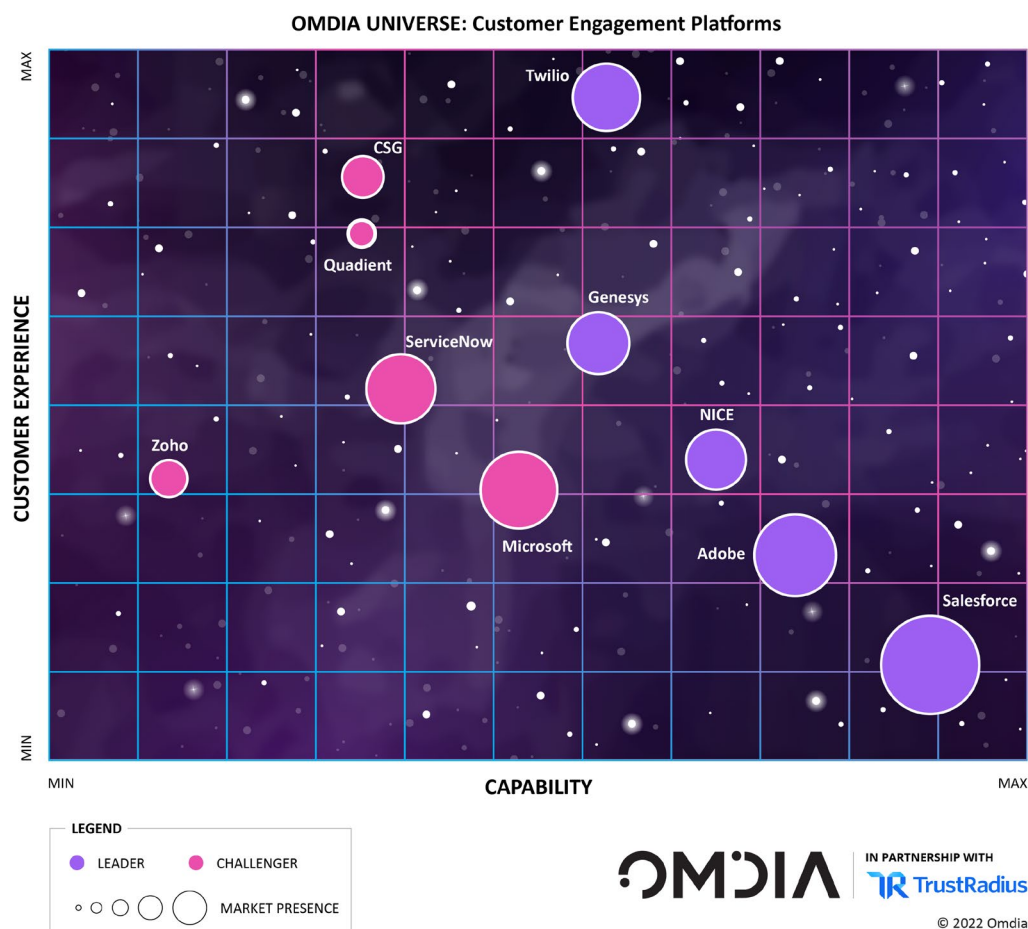 OMDIA UNIVERSE: Customer Engagement Platforms
MAX
Twilio
CSG
Quadient
Genesys
ServiceNow
CUSTOMER EXPERIENCE
NICE
Zoho
Microsoft
Adobe
Salesforce
MIN
MIN
CAPABILITY
MAX
LEGEND
LEADER
CHALLENGER
MARKET PRESENCE
OMDIA
IN PARTNERSHIP WITH
TR TrustRadius
© 2022 Omdia